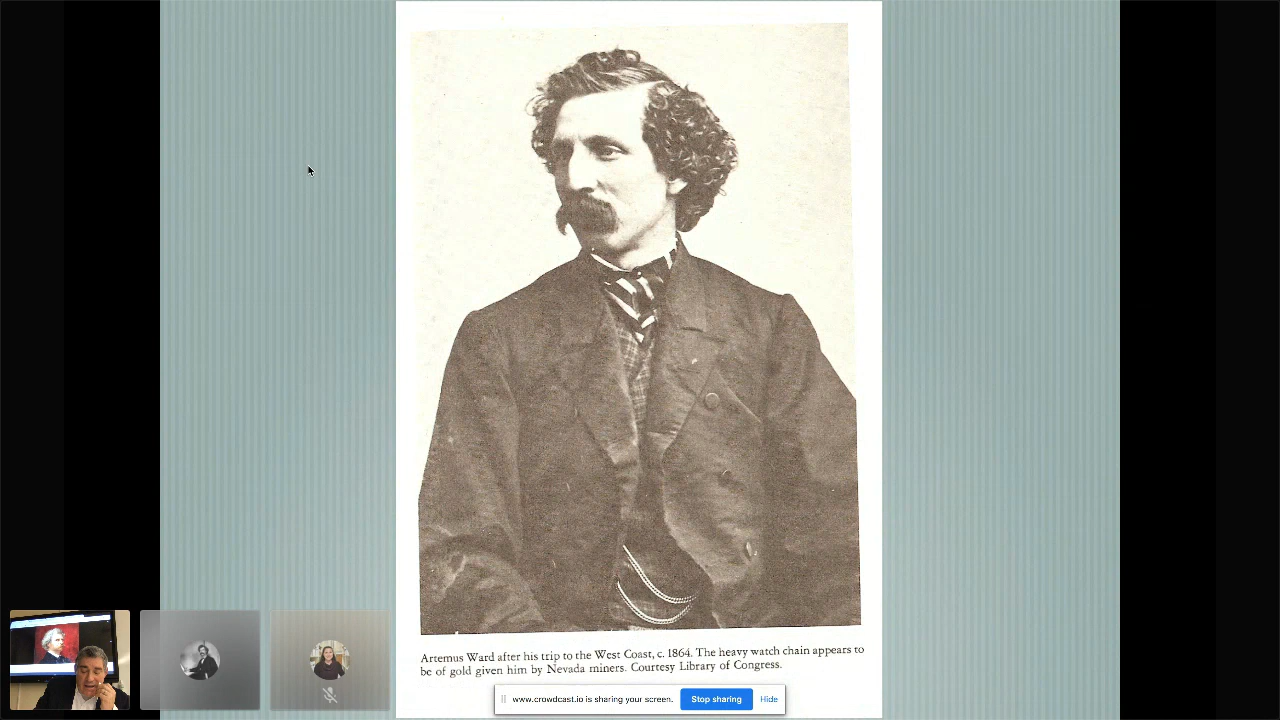 Artemus Ward after his trip to the West Coast, c. 1864. The heavy watch chain appears to
be of gold given him by Nevada miners. Courtesy Library of Congress.
www.crowdcast.io is sharing your screen. Stop sharing Hide